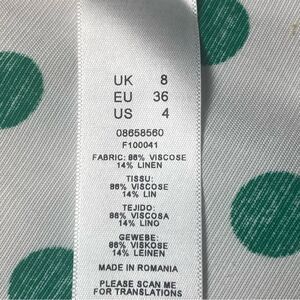 UK 8
EU 36
US 4
08658560
F100041
FABRIC: 86% VISCOSE
14% LINEN
TISSU:
86% VISCOSE
14% LIN
TEJIDO:
86% VISCOSA
14% LINO
GEWEBE:
86% VISKOSE
14% LEINEN
MADE IN ROMANIA
PLEASE SCAN ME
FOR TRANSLATIONS